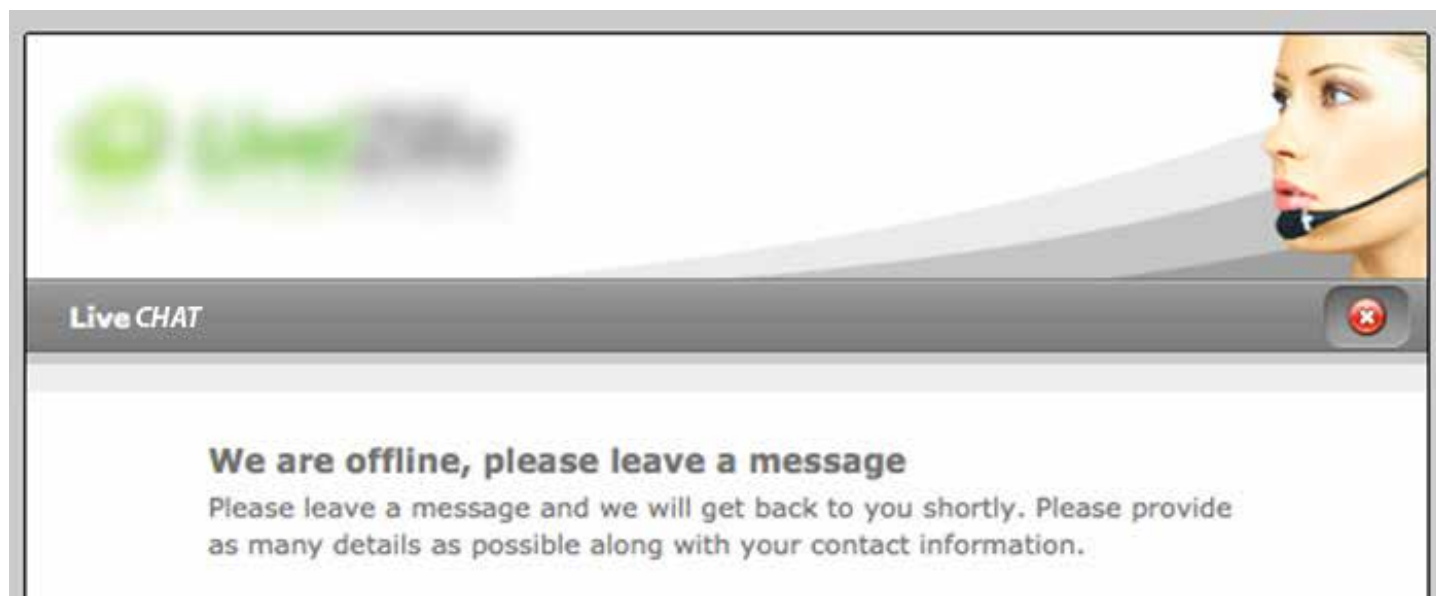 Live CHAT
We are offline, please leave a message
Please leave a message and we will get back to you shortly. Please provide
as many details as possible along with your contact information.